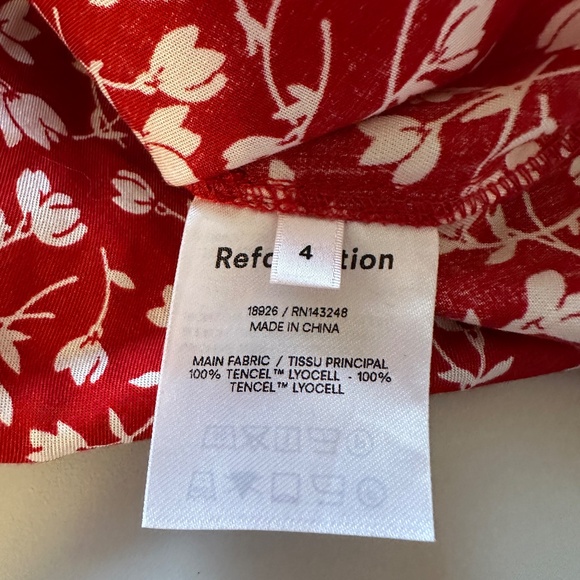 4
Refo tion
18926 / RN143248
MADE IN CHINA
MAIN FABRIC / TISSU PRINCIPAL
100% TENCEL™ LYOCELL - 100%
TENCEL™ LYOCELL